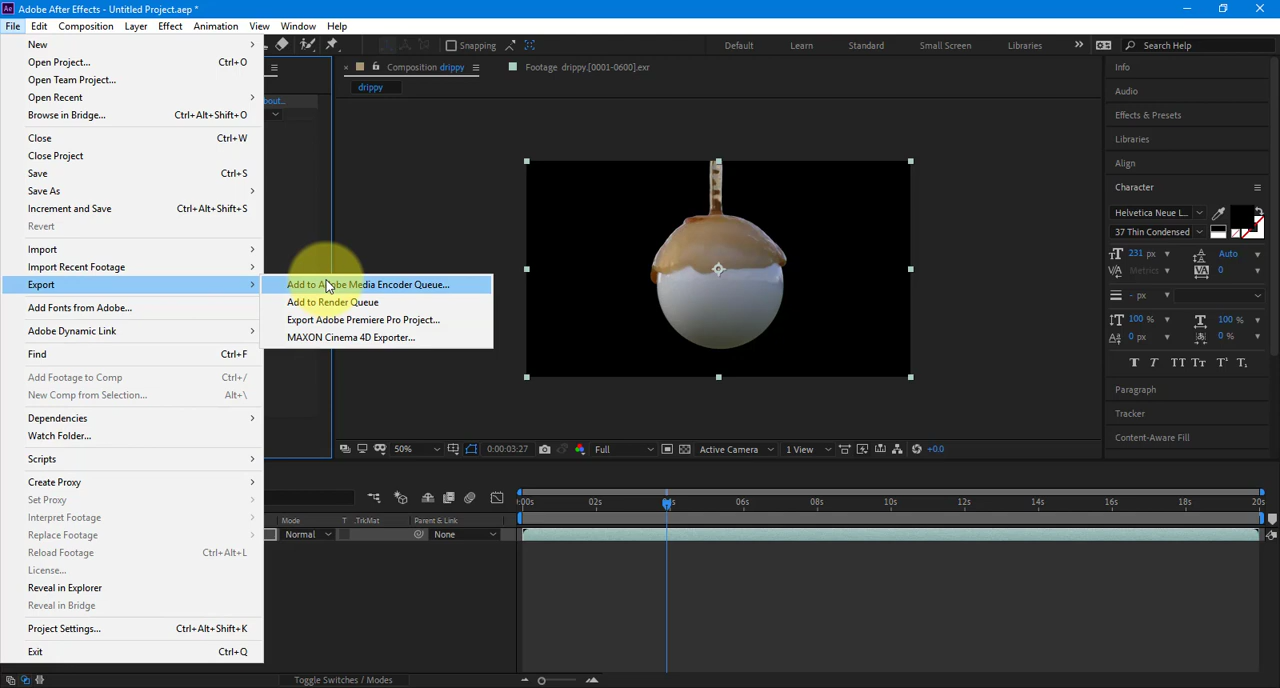 Adobe After Effects - Untitled Project.aep *
File Edit Composition Layer Effect Animation View Window Help
Snapping
Default Learn Standard Small Screen Libraries
Search Help
New
Open Project... Ctrl+O
Open Team Project...
Open Recent
Browse in Bridge... Ctrl+Alt+Shift+O
Close Ctrl+W
Close Project
Save Ctrl+S
Save As
Increment and Save Ctrl+Alt+Shift+S
Revert
Import
Import Recent Footage
Export
Add Fonts from Adobe...
Adobe Dynamic Link
Find Ctrl+F
Add Footage to Comp Ctrl+/
New Comp from Selection... Alt+\
Dependencies
Watch Folder...
Scripts
Create Proxy
Set Proxy
Interpret Footage
Replace Footage
Reload Footage Ctrl+Alt+L
License...
Reveal in Explorer
Reveal in Bridge
Project Settings... Ctrl+Alt+Shift+K
Exit Ctrl+Q
Add to Adobe Media Encoder Queue...
Add to Render Queue
Export Adobe Premiere Pro Project...
MAXON Cinema 4D Exporter...
bout...
Composition drippy
Footage drippy.[0001-0600].exr
drippy
50% 0:00:03:27 Full Active Camera 1 View +0.0
Info
Audio
Effects & Presets
Libraries
Align
Character
Helvetica Neue L...
37 Thin Condensed
231 px Auto
Metrics 0
- px
100 % 100 %
0 px 0 %
T T TT Tт T¹ T₁
Paragraph
Tracker
Content-Aware Fill
:00s 02s 06s 08s 10s 12s 14s 16s 18s 20s
Mode T .TrkMat Parent & Link
Normal None
Toggle Switches / Modes